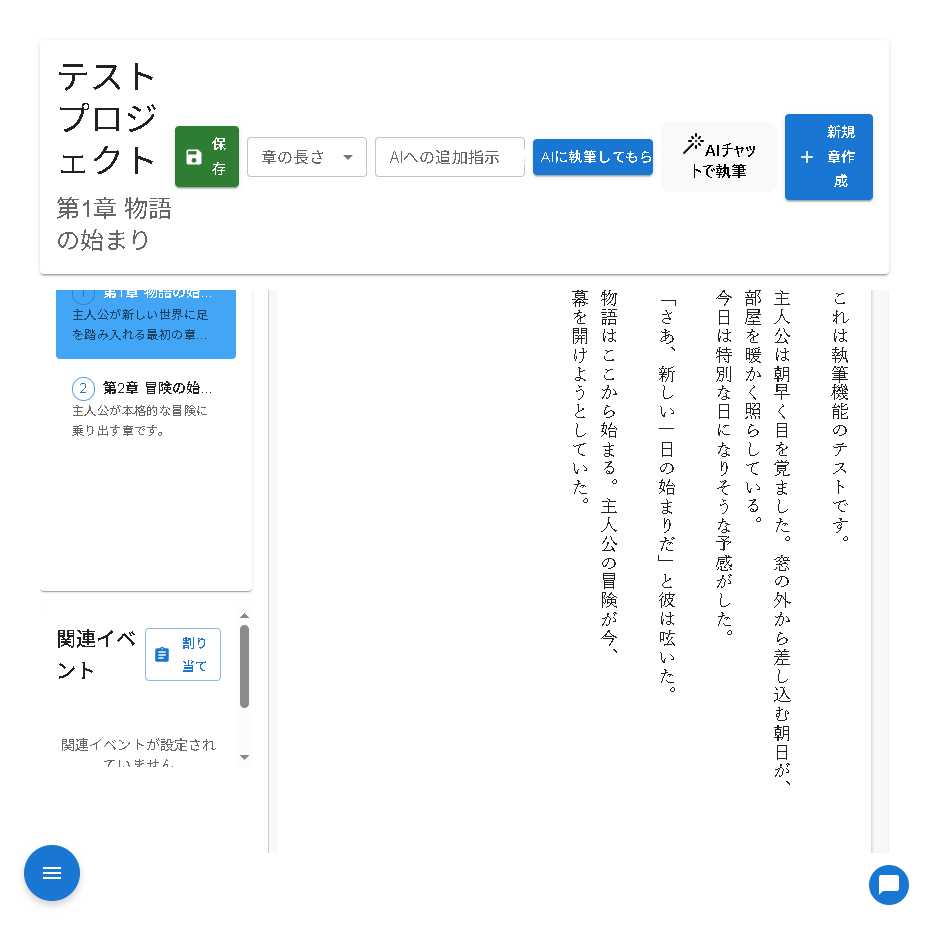 テスト
プロジ
ェクト
第1章 物語
の始まり
保
存
章の長さ
AIへの追加指示
AIに執筆してもら
AIチャッ
トで執筆
新規
章作
成
1 第1章 物語の始...
主人公が新しい世界に足
を踏み入れる最初の章...
2 第2章 冒険の始...
主人公が本格的な冒険に
乗り出す章です。
関連イベ
ント
割り
当て
関連イベントが設定され
ていません
これは執筆機能のテストです。
主人公は朝早く目を覚ました。窓の外から差し込む朝日が、
部屋を暖かく照らしている。
今日は特別な日になりそうな予感がした。
「さあ、新しい一日の始まりだ」と彼は呟いた。
物語はここから始まる。主人公の冒険が今、
幕を開けようとしていた。